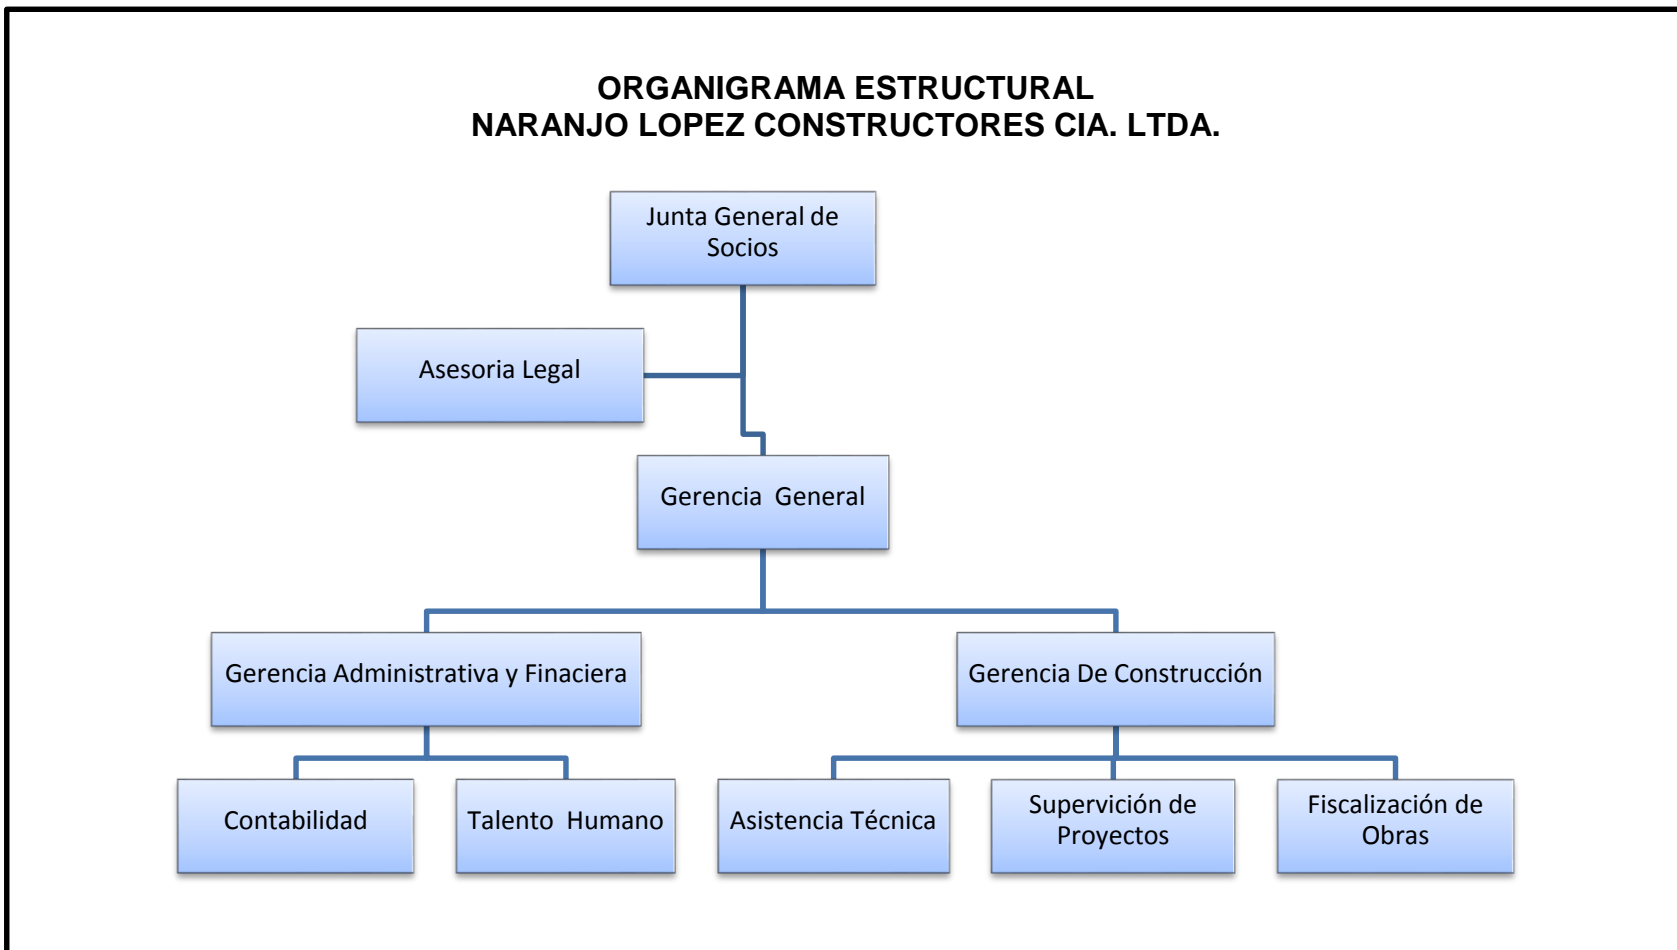 ORGANIGRAMA ESTRUCTURAL
NARANJO LOPEZ CONSTRUCTORES CIA. LTDA.
Junta General de
Socios
Asesoria Legal
Gerencia General
Gerencia Administrativa y Finaciera
Gerencia De Construcción
Contabilidad
Talento Humano
Asistencia Técnica
Supervición de
Proyectos
Fiscalización de
Obras